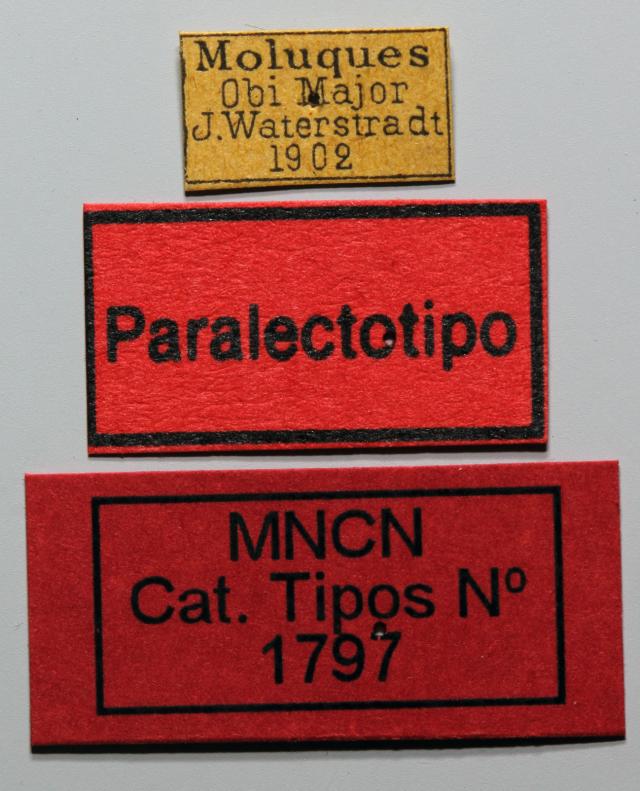 Moluques
Obi Major
J. Waterstradt
1902
Paralectotipo
MNCN
Cat. Tipos Nº
1797